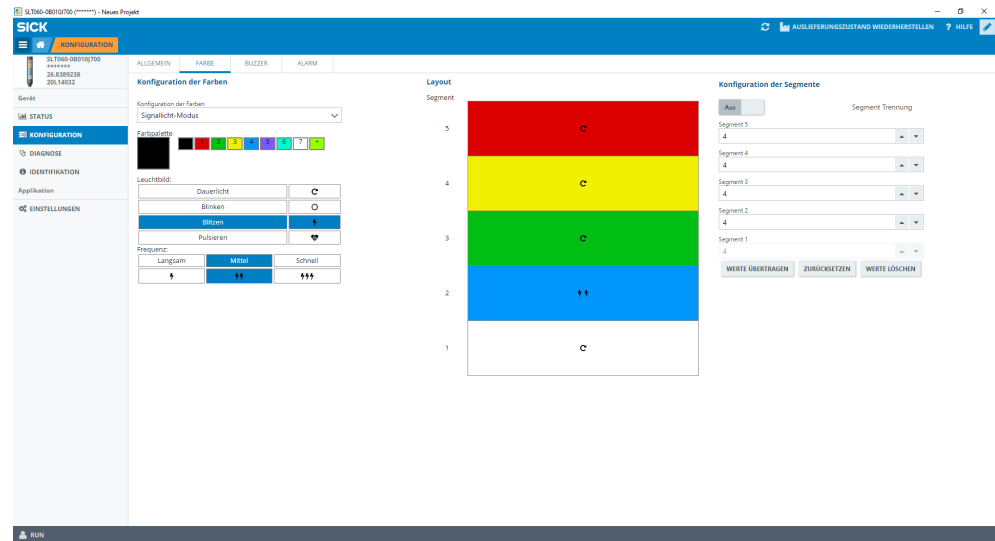 SLT060-0B010J700 (*******) - Neues Projekt
SICK
AUSLIEFERUNGSZUSTAND WIEDERHERSTELLEN ? HILFE
KONFIGURATION
SLT060-0B010J700
*******
26.8389238
20L14032
Gerät
STATUS
KONFIGURATION
DIAGNOSE
IDENTIFIKATION
Applikation
EINSTELLUNGEN
ALLGEMEIN FARBE BUZZER ALARM
Konfiguration der Farben
Konfiguration der Farben
Signallicht-Modus
Farbpalette
1 2 3 4 5 6 7 +
Leuchtbild:
Dauerlicht
Blinken
Blitzen
Pulsieren
Frequenz:
Langsam Mittel Schnell
Layout
Segment
5
4
3
2
1
Konfiguration der Segmente
Aus Segment Trennung
Segment 5
4
Segment 4
4
Segment 3
4
Segment 2
4
Segment 1
4
WERTE ÜBERTRAGEN ZURÜCKSETZEN WERTE LÖSCHEN
RUN